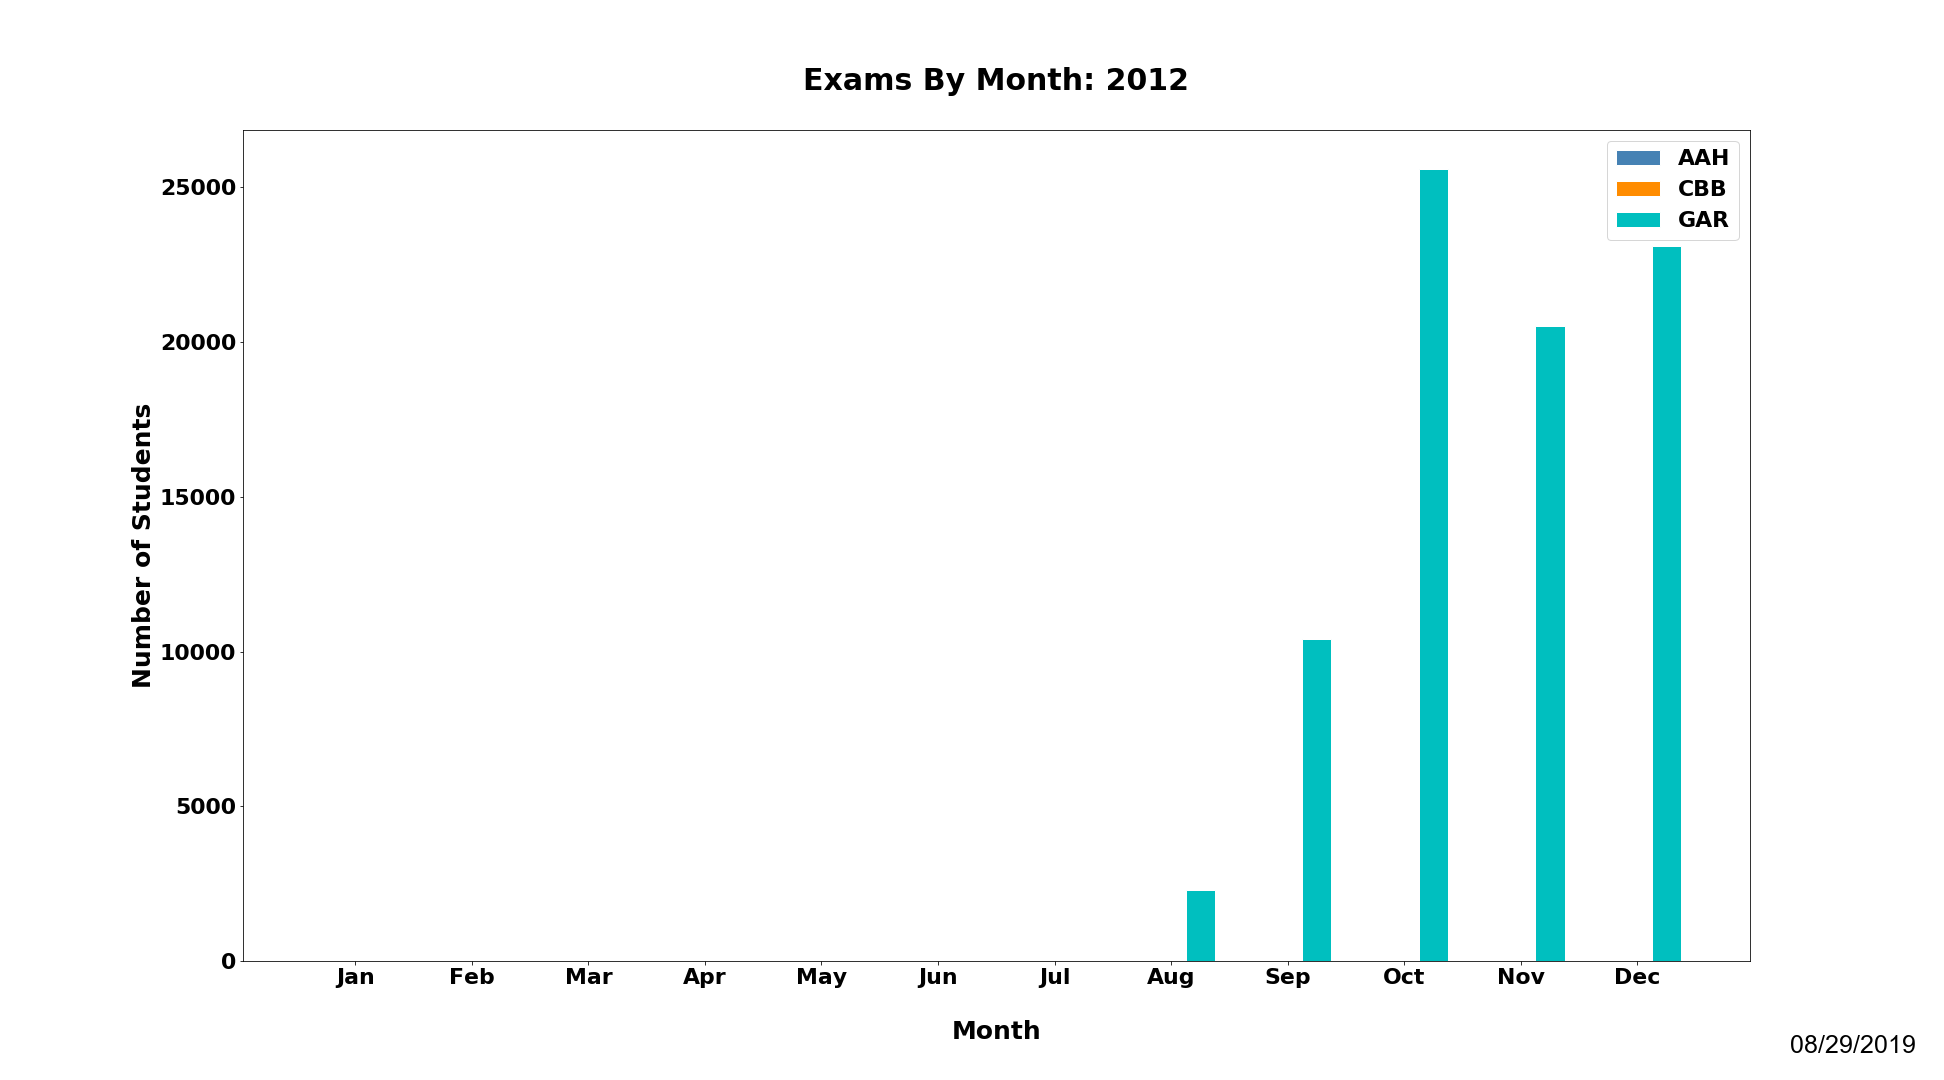 Exams By Month: 2012
AAH
CBB
GAR
25000
20000
15000
10000
5000
0
Number of Students
Jan Feb Mar Apr May Jun Jul Aug Sep Oct Nov Dec
Month
08/29/2019